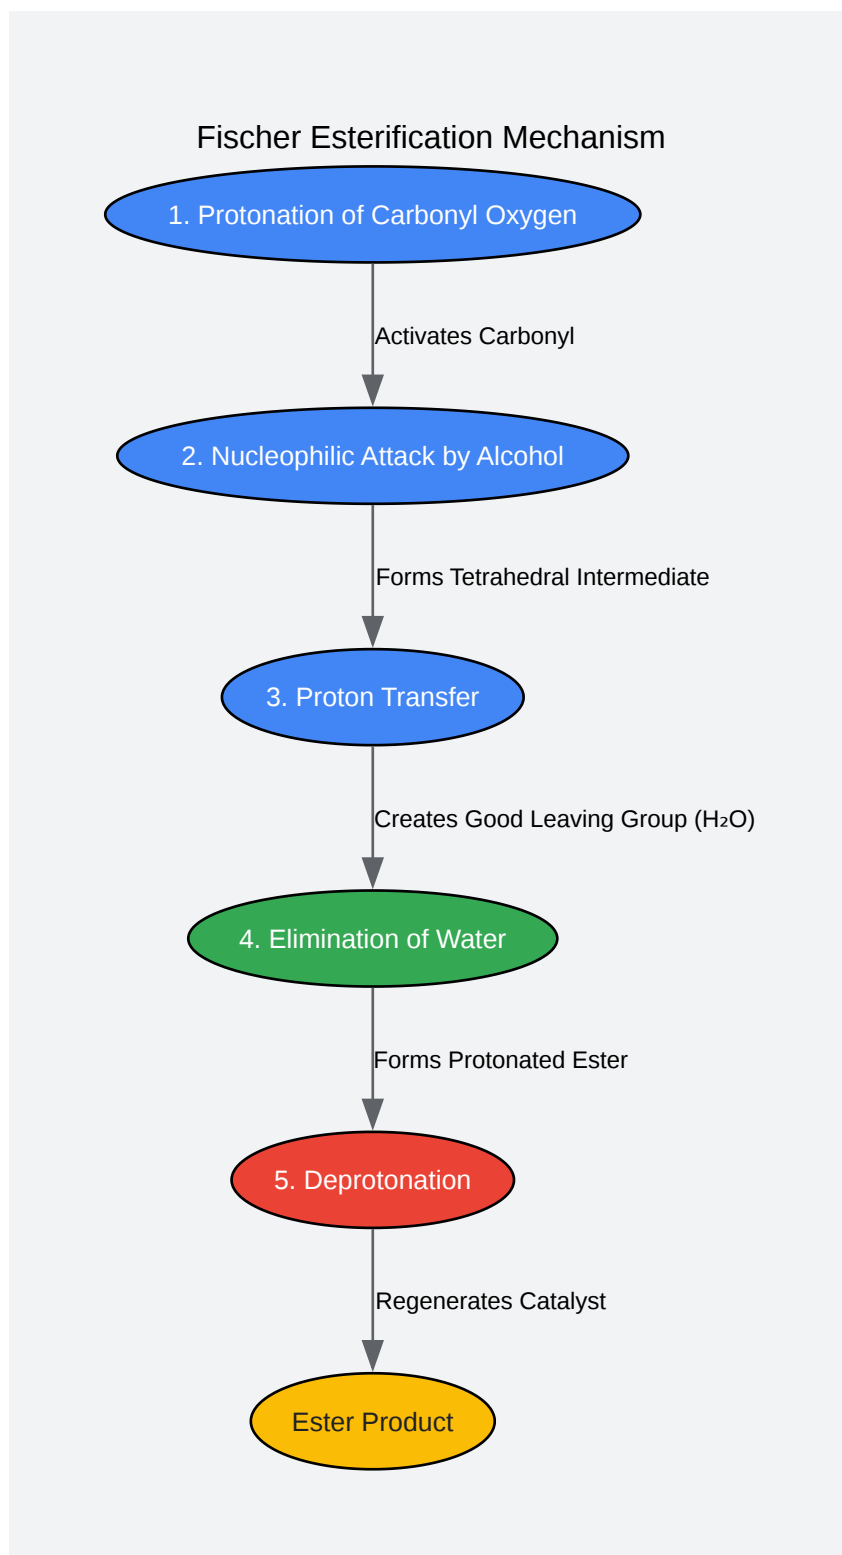 Fischer Esterification Mechanism
1. Protonation of Carbonyl Oxygen
Activates Carbonyl
2. Nucleophilic Attack by Alcohol
Forms Tetrahedral Intermediate
3. Proton Transfer
Creates Good Leaving Group (H₂O)
4. Elimination of Water
Forms Protonated Ester
5. Deprotonation
Regenerates Catalyst
Ester Product